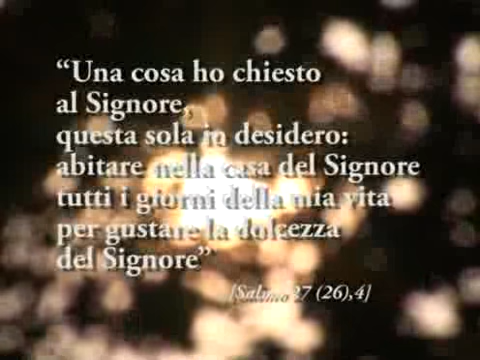 “Una cosa ho chiesto
al Signore,
questa sola io desidero:
abitare nella casa del Signore
tutti i giorni della mia vita
per gustare la dolcezza
del Signore”
[Salmo 27 (26),4]